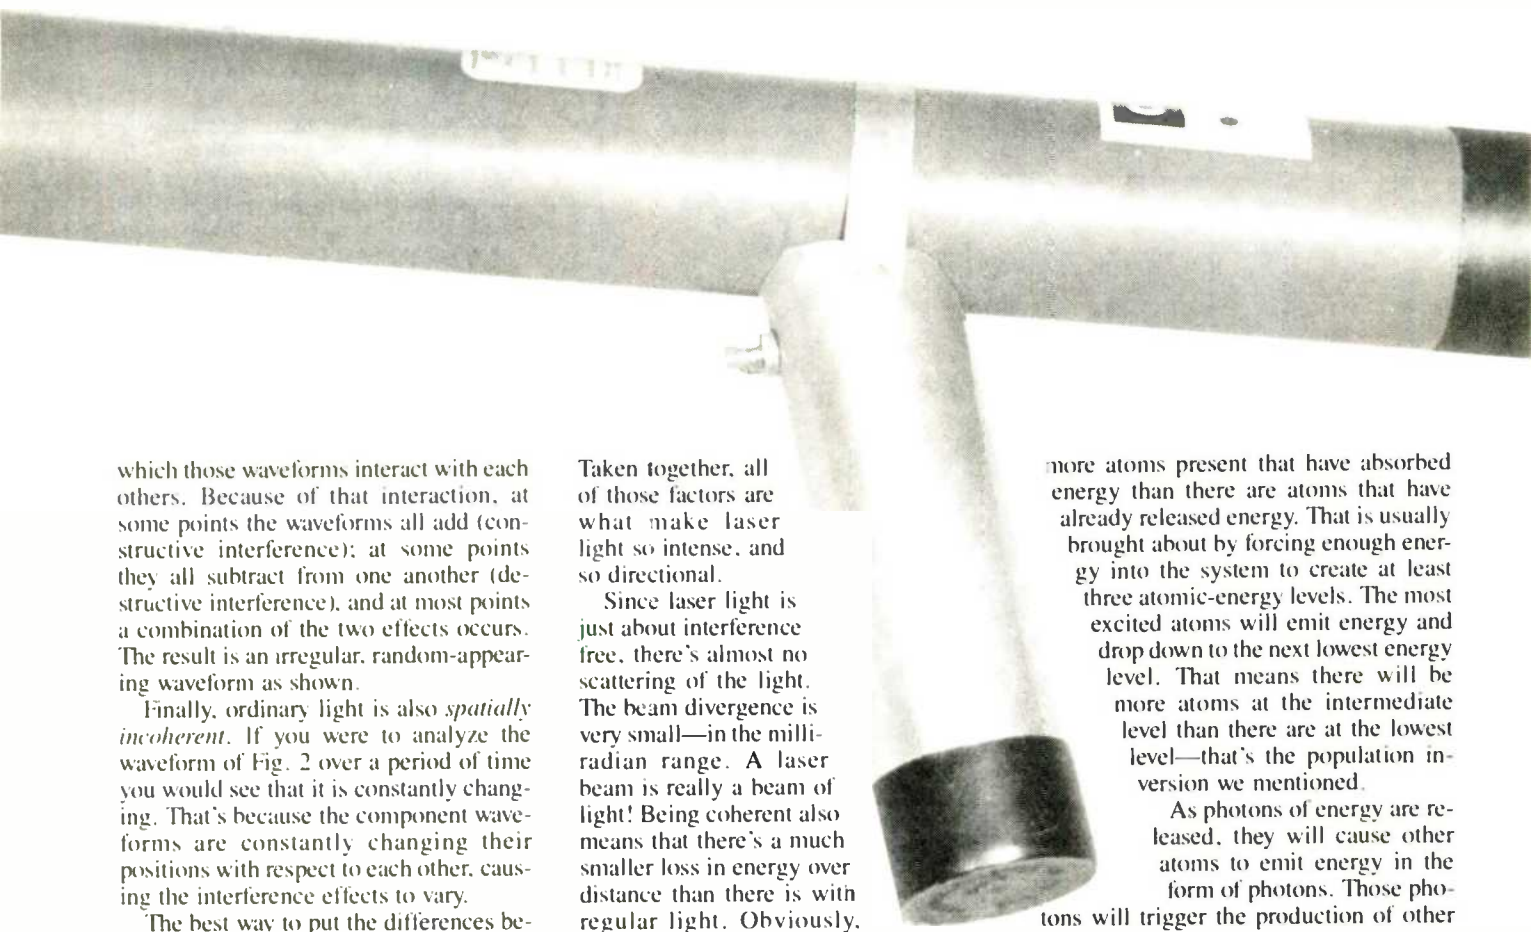 which those waveforms interact with each
others. Because of that interaction, at
some points the waveforms all add (con-
structive interference); at some points
they all subtract from one another (de-
structive interference), and at most points
a combination of the two effects occurs.
The result is an irregular, random-appear-
ing waveform as shown.
Finally, ordinary light is also spatially
incoherent. If you were to analyze the
waveform of Fig. 2 over a period of time
you would see that it is constantly chang-
ing. That's because the component wave-
forms are constantly changing their
positions with respect to each other, caus-
ing the interference effects to vary.
The best way to put the differences be-
Taken together, all
of those factors are
what make laser
light so intense, and
so directional.
Since laser light is
just about interference
free, there's almost no
scattering of the light.
The beam divergence is
very small—in the milli-
radian range. A laser
beam is really a beam of
light! Being coherent also
means that there's a much
smaller loss in energy over
distance than there is with
regular light. Obviously,
more atoms present that have absorbed
energy than there are atoms that have
already released energy. That is usually
brought about by forcing enough ener-
gy into the system to create at least
three atomic-energy levels. The most
excited atoms will emit energy and
drop down to the next lowest energy
level. That means there will be
more atoms at the intermediate
level than there are at the lowest
level—that's the population in-
version we mentioned.
As photons of energy are re-
leased, they will cause other
atoms to emit energy in the
form of photons. Those pho-
tons will trigger the production of other